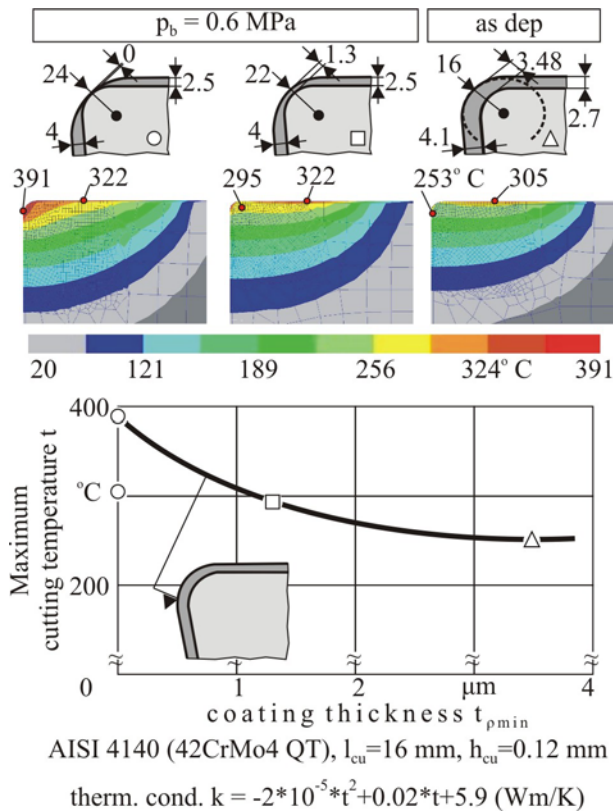 p_b = 0.6 MPa
as dep
0
24
2.5
4
1.3
22
2.5
4
3.48
16
2.7
4.1
391
322
295
322
253° C
305
20 121 189 256 324° C 391
Maximum
cutting temperature t
400
°C
200
0 1 2 μm 4
coating thickness t_ρmin
AISI 4140 (42CrMo4 QT), l_cu=16 mm, h_cu=0.12 mm
therm. cond. k = -2*10^-5*t^2+0.02*t+5.9 (Wm/K)